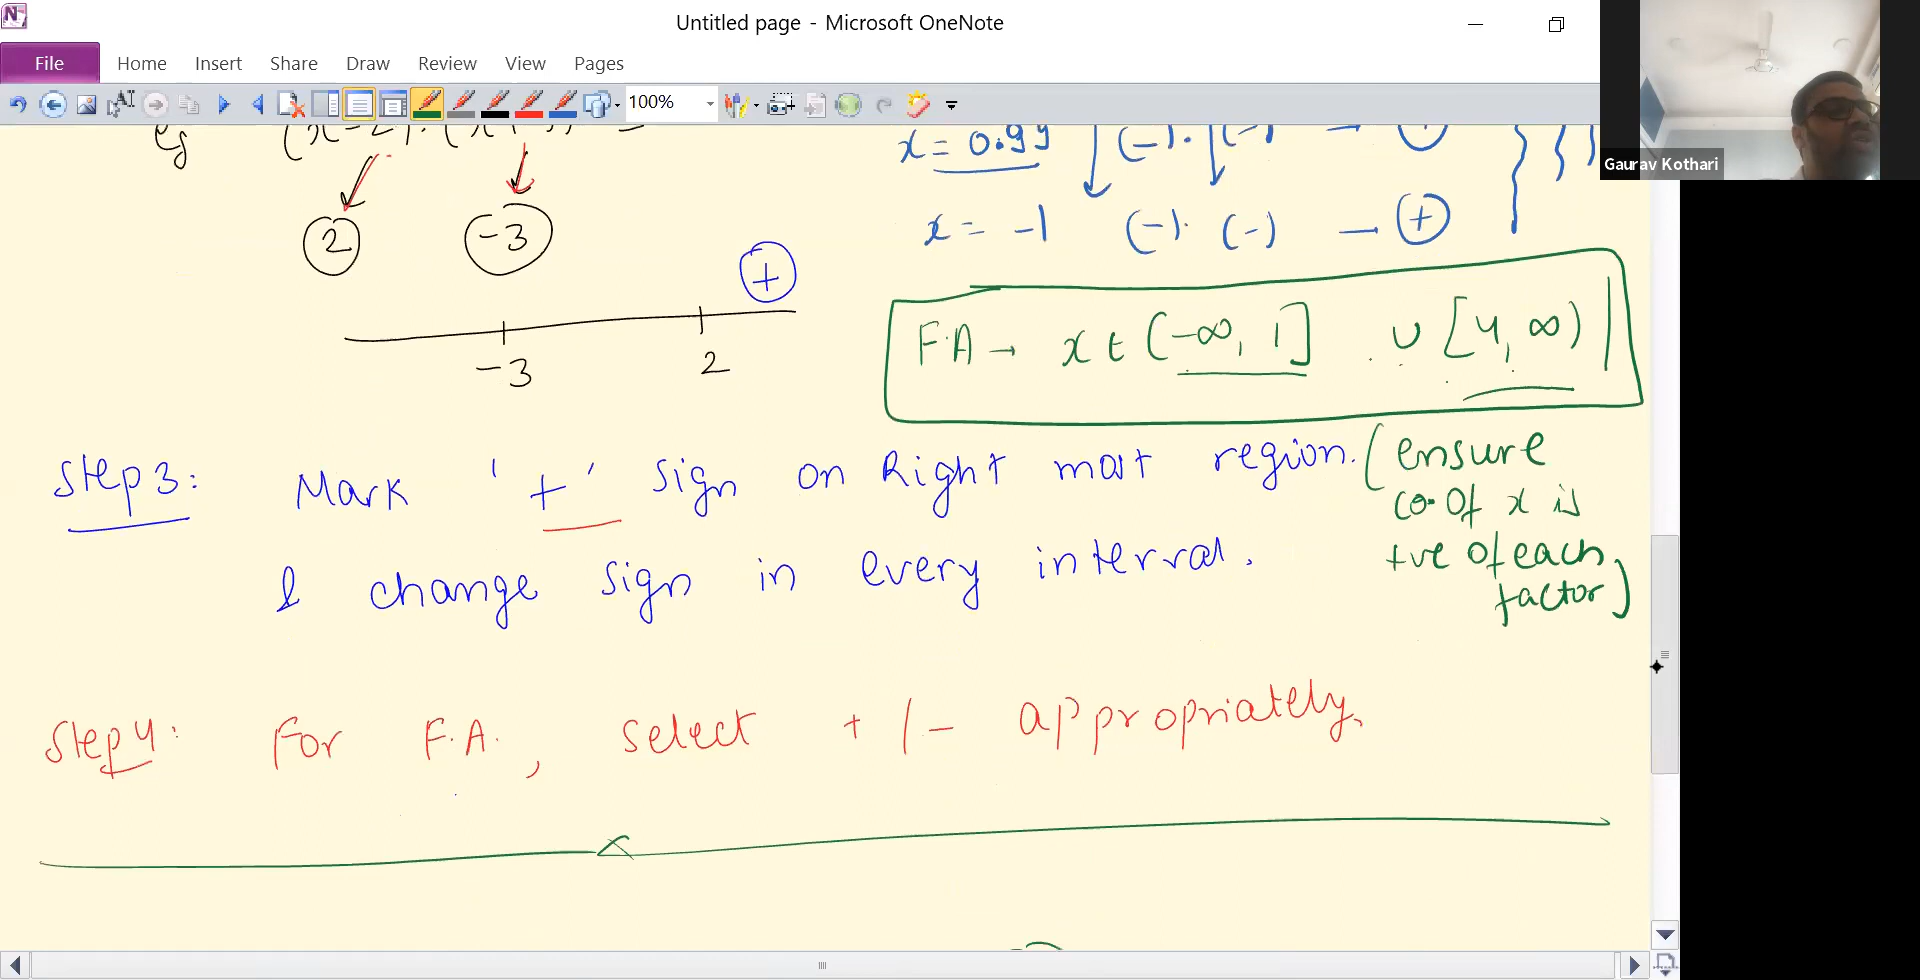 Untitled page - Microsoft OneNote
File Home Insert Share Draw Review View Pages
100%
Gaurav Kothari
eg
x = 0.99 (-). (-) → +
2 -3
x = -1 (-). (-) → +
+
-3 2
F.A → x ∈ (-∞, 1] ∪ [4, ∞)
Step 3: Mark '+' sign on Right most region.
& change sign in every interval.
(ensure
co. of x is
+ve of each
factor)
Step 4: For F.A., select + / - appropriately.